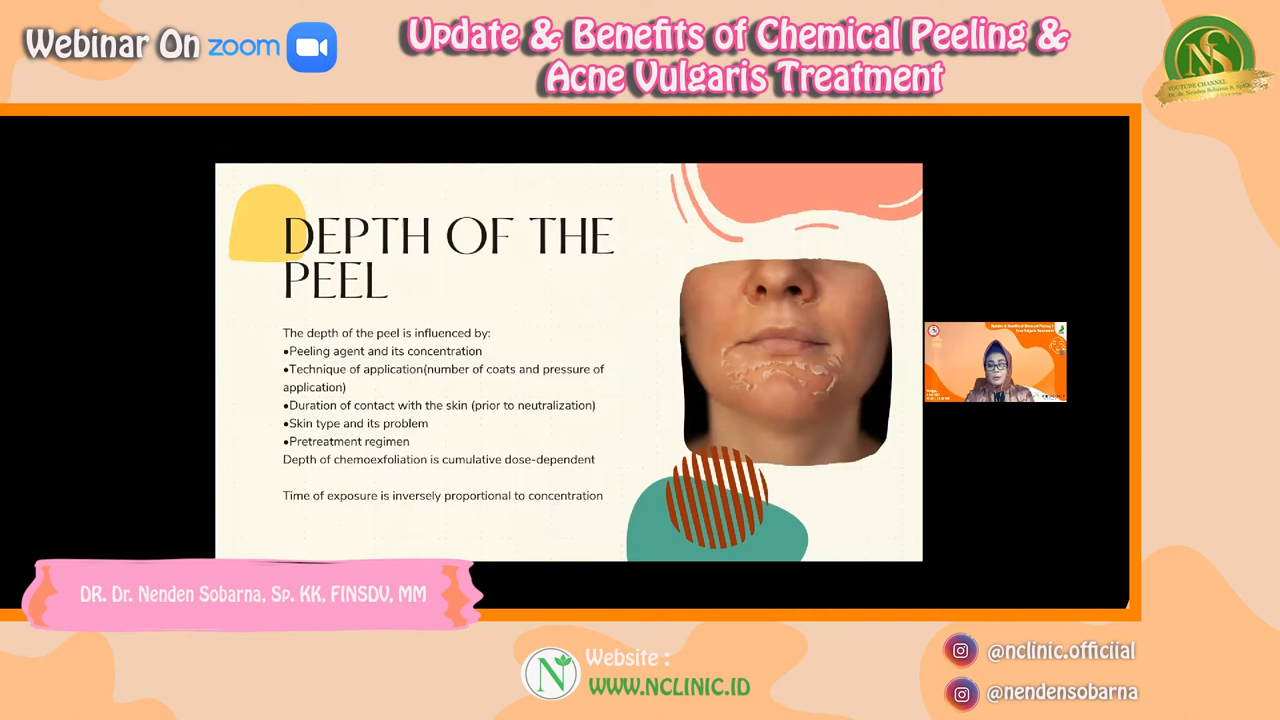 Webinar On zoom
Update & Benefits of Chemical Peeling &
Acne Vulgaris Treatment
NS
YOUTUBE CHANNEL
DEPTH OF THE
PEEL
The depth of the peel is influenced by:
•Peeling agent and its concentration
•Technique of application(number of coats and pressure of
application)
•Duration of contact with the skin (prior to neutralization)
•Skin type and its problem
•Pretreatment regimen
Depth of chemoexfoliation is cumulative dose-dependent
Time of exposure is inversely proportional to concentration
DR. Dr. Nenden Sobarna, Sp. KK, FINSDV, MM
N
Website :
WWW.NCLINIC.ID
@nclinic.officiial
@nendensobarna